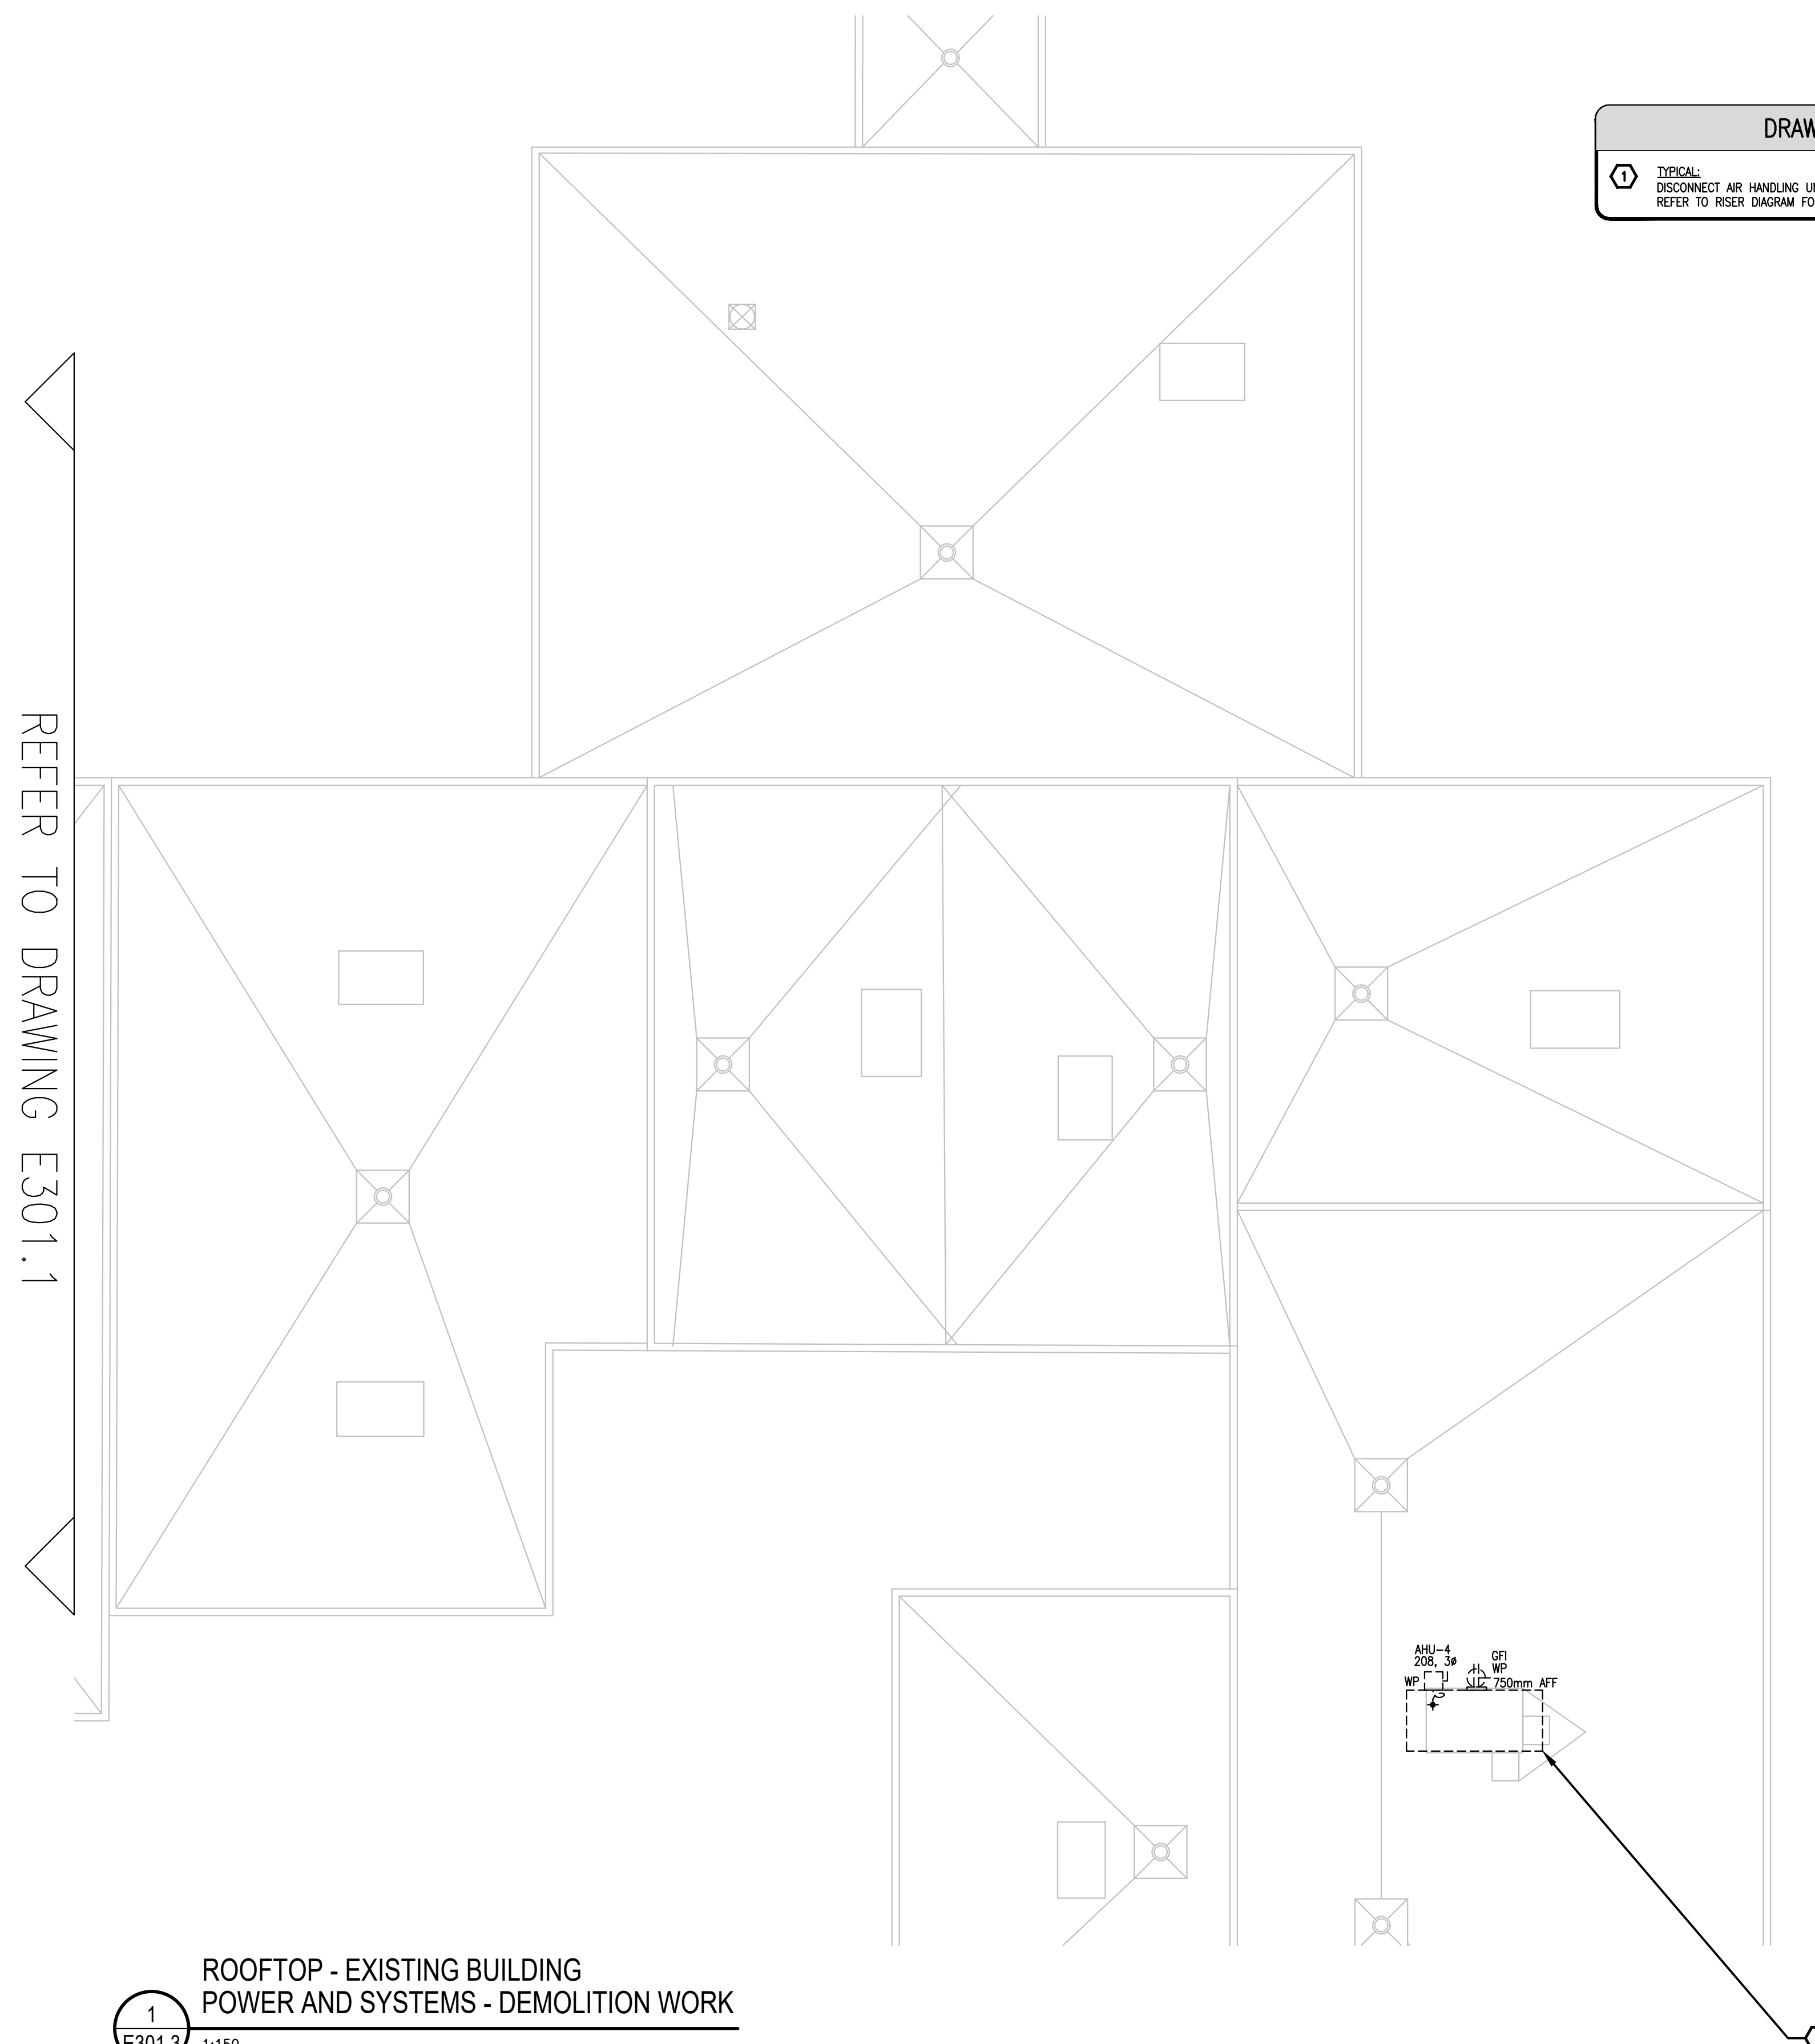 DRAW
1
TYPICAL:
DISCONNECT AIR HANDLING
REFER TO RISER DIAGRAM
REFER TO DRAWING E301.1
AHU-4
208, 3ø
GFI
WP
WP
750mm AFF
ROOFTOP - EXISTING BUILDING
POWER AND SYSTEMS - DEMOLITION WORK
1
E301.3
1:150